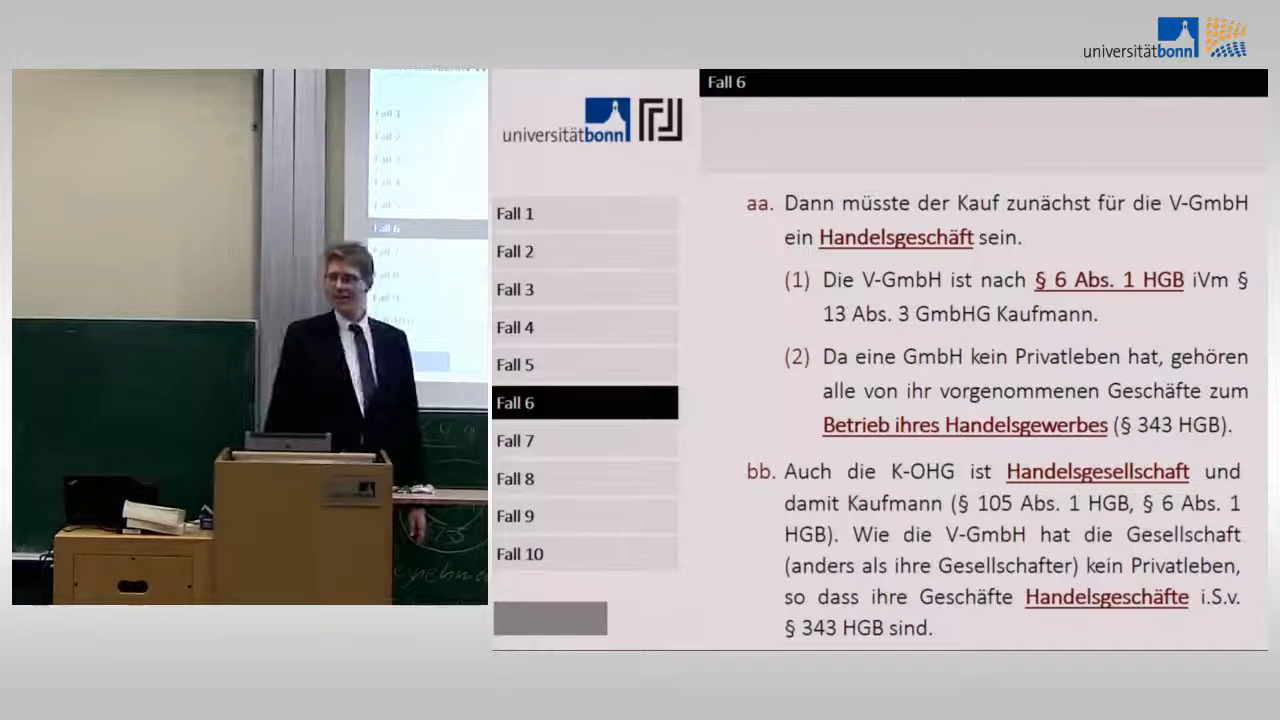 universitätbonn
Fall 1
Fall 6
Fall 6
universitätbonn
Fall 1
Fall 2
Fall 3
Fall 4
Fall 5
Fall 6
Fall 7
Fall 8
Fall 9
Fall 10
aa. Dann müsste der Kauf zunächst für die V-GmbH
ein Handelsgeschäft sein.
(1) Die V-GmbH ist nach § 6 Abs. 1 HGB iVm §
13 Abs. 3 GmbHG Kaufmann.
(2) Da eine GmbH kein Privatleben hat, gehören
alle von ihr vorgenommenen Geschäfte zum
Betrieb ihres Handelsgewerbes (§ 343 HGB).
bb. Auch die K-OHG ist Handelsgesellschaft und
damit Kaufmann (§ 105 Abs. 1 HGB, § 6 Abs. 1
HGB). Wie die V-GmbH hat die Gesellschaft
(anders als ihre Gesellschafter) kein Privatleben,
so dass ihre Geschäfte Handelsgeschäfte i.S.v.
§ 343 HGB sind.